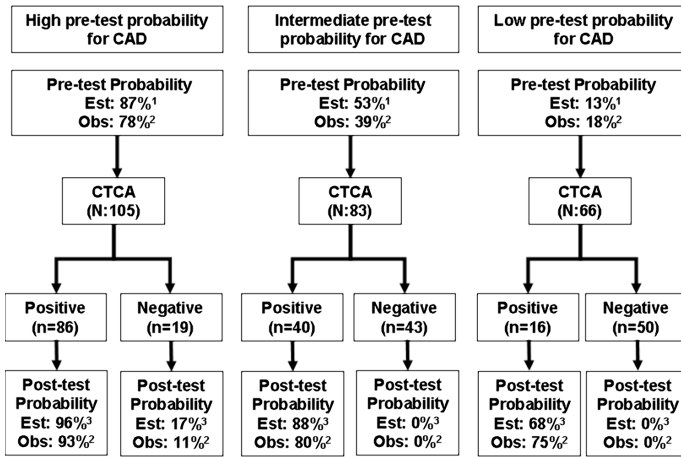 High pre-test probability
for CAD
Pre-test Probability
Est: 87%¹
Obs: 78%²
CTCA
(N:105)
Positive
(n=86)
Negative
(n=19)
Post-test
Probability
Est: 96%³
Obs: 93%²
Post-test
Probability
Est: 17%³
Obs: 11%²
Intermediate pre-test
probability for CAD
Pre-test Probability
Est: 53%¹
Obs: 39%²
CTCA
(N:83)
Positive
(n=40)
Negative
(n=43)
Post-test
Probability
Est: 88%³
Obs: 80%²
Post-test
Probability
Est: 0%³
Obs: 0%²
Low pre-test probability
for CAD
Pre-test Probability
Est: 13%¹
Obs: 18%²
CTCA
(N:66)
Positive
(n=16)
Negative
(n=50)
Post-test
Probability
Est: 68%³
Obs: 75%²
Post-test
Probability
Est: 0%³
Obs: 0%²